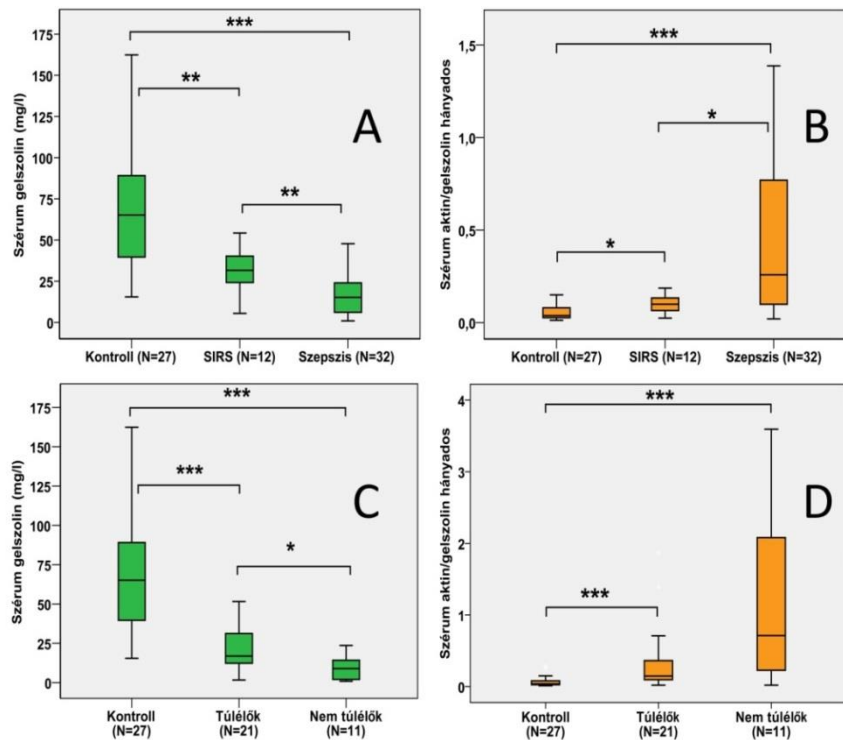 Szérum gelszolin (mg/l)
175
150
125
100
75
50
25
0
***
**
**
A
Kontroll (N=27)
SIRS (N=12)
Szepszis (N=32)
Szérum aktin/gelszolin hányados
1,5
1,0
0,5
0,0
***
*
*
B
Kontroll (N=27)
SIRS (N=12)
Szepszis (N=32)
Szérum gelszolin (mg/l)
175
150
125
100
75
50
25
0
***
***
*
C
Kontroll
(N=27)
Túlélők
(N=21)
Nem túlélők
(N=11)
Szérum aktin/gelszolin hányados
4
3
2
1
0
***
***
D
Kontroll
(N=27)
Túlélők
(N=21)
Nem túlélők
(N=11)